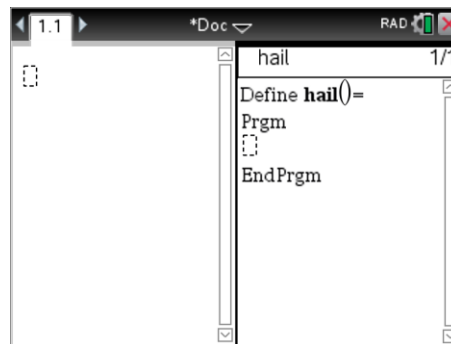 1.1 *Doc RAD
hail 1/1
Define hail()=
Prgm
EndPrgm